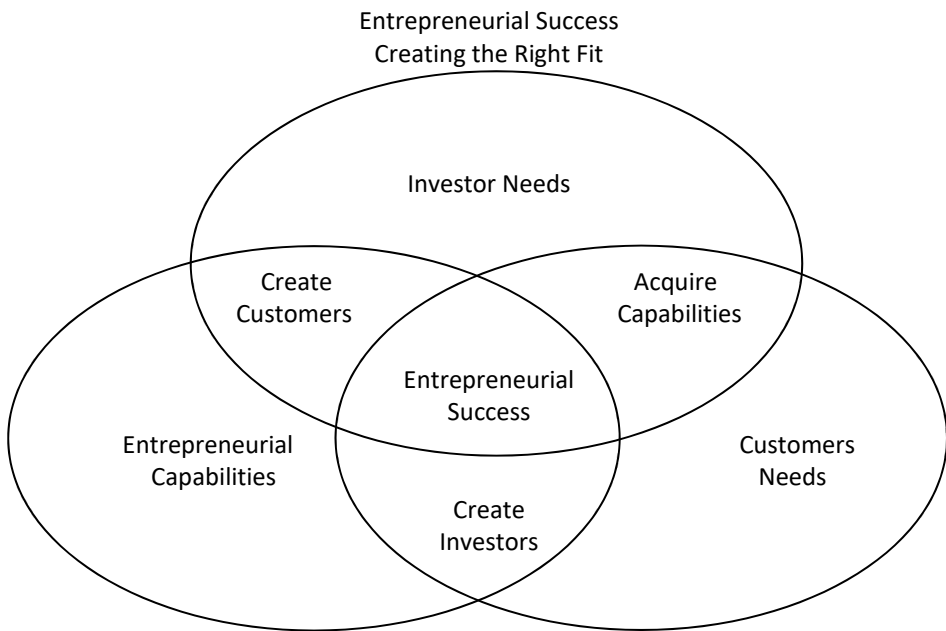 Entrepreneurial Success
Creating the Right Fit
Investor Needs
Create
Customers
Acquire
Capabilities
Entrepreneurial
Success
Entrepreneurial
Capabilities
Customers
Needs
Create
Investors